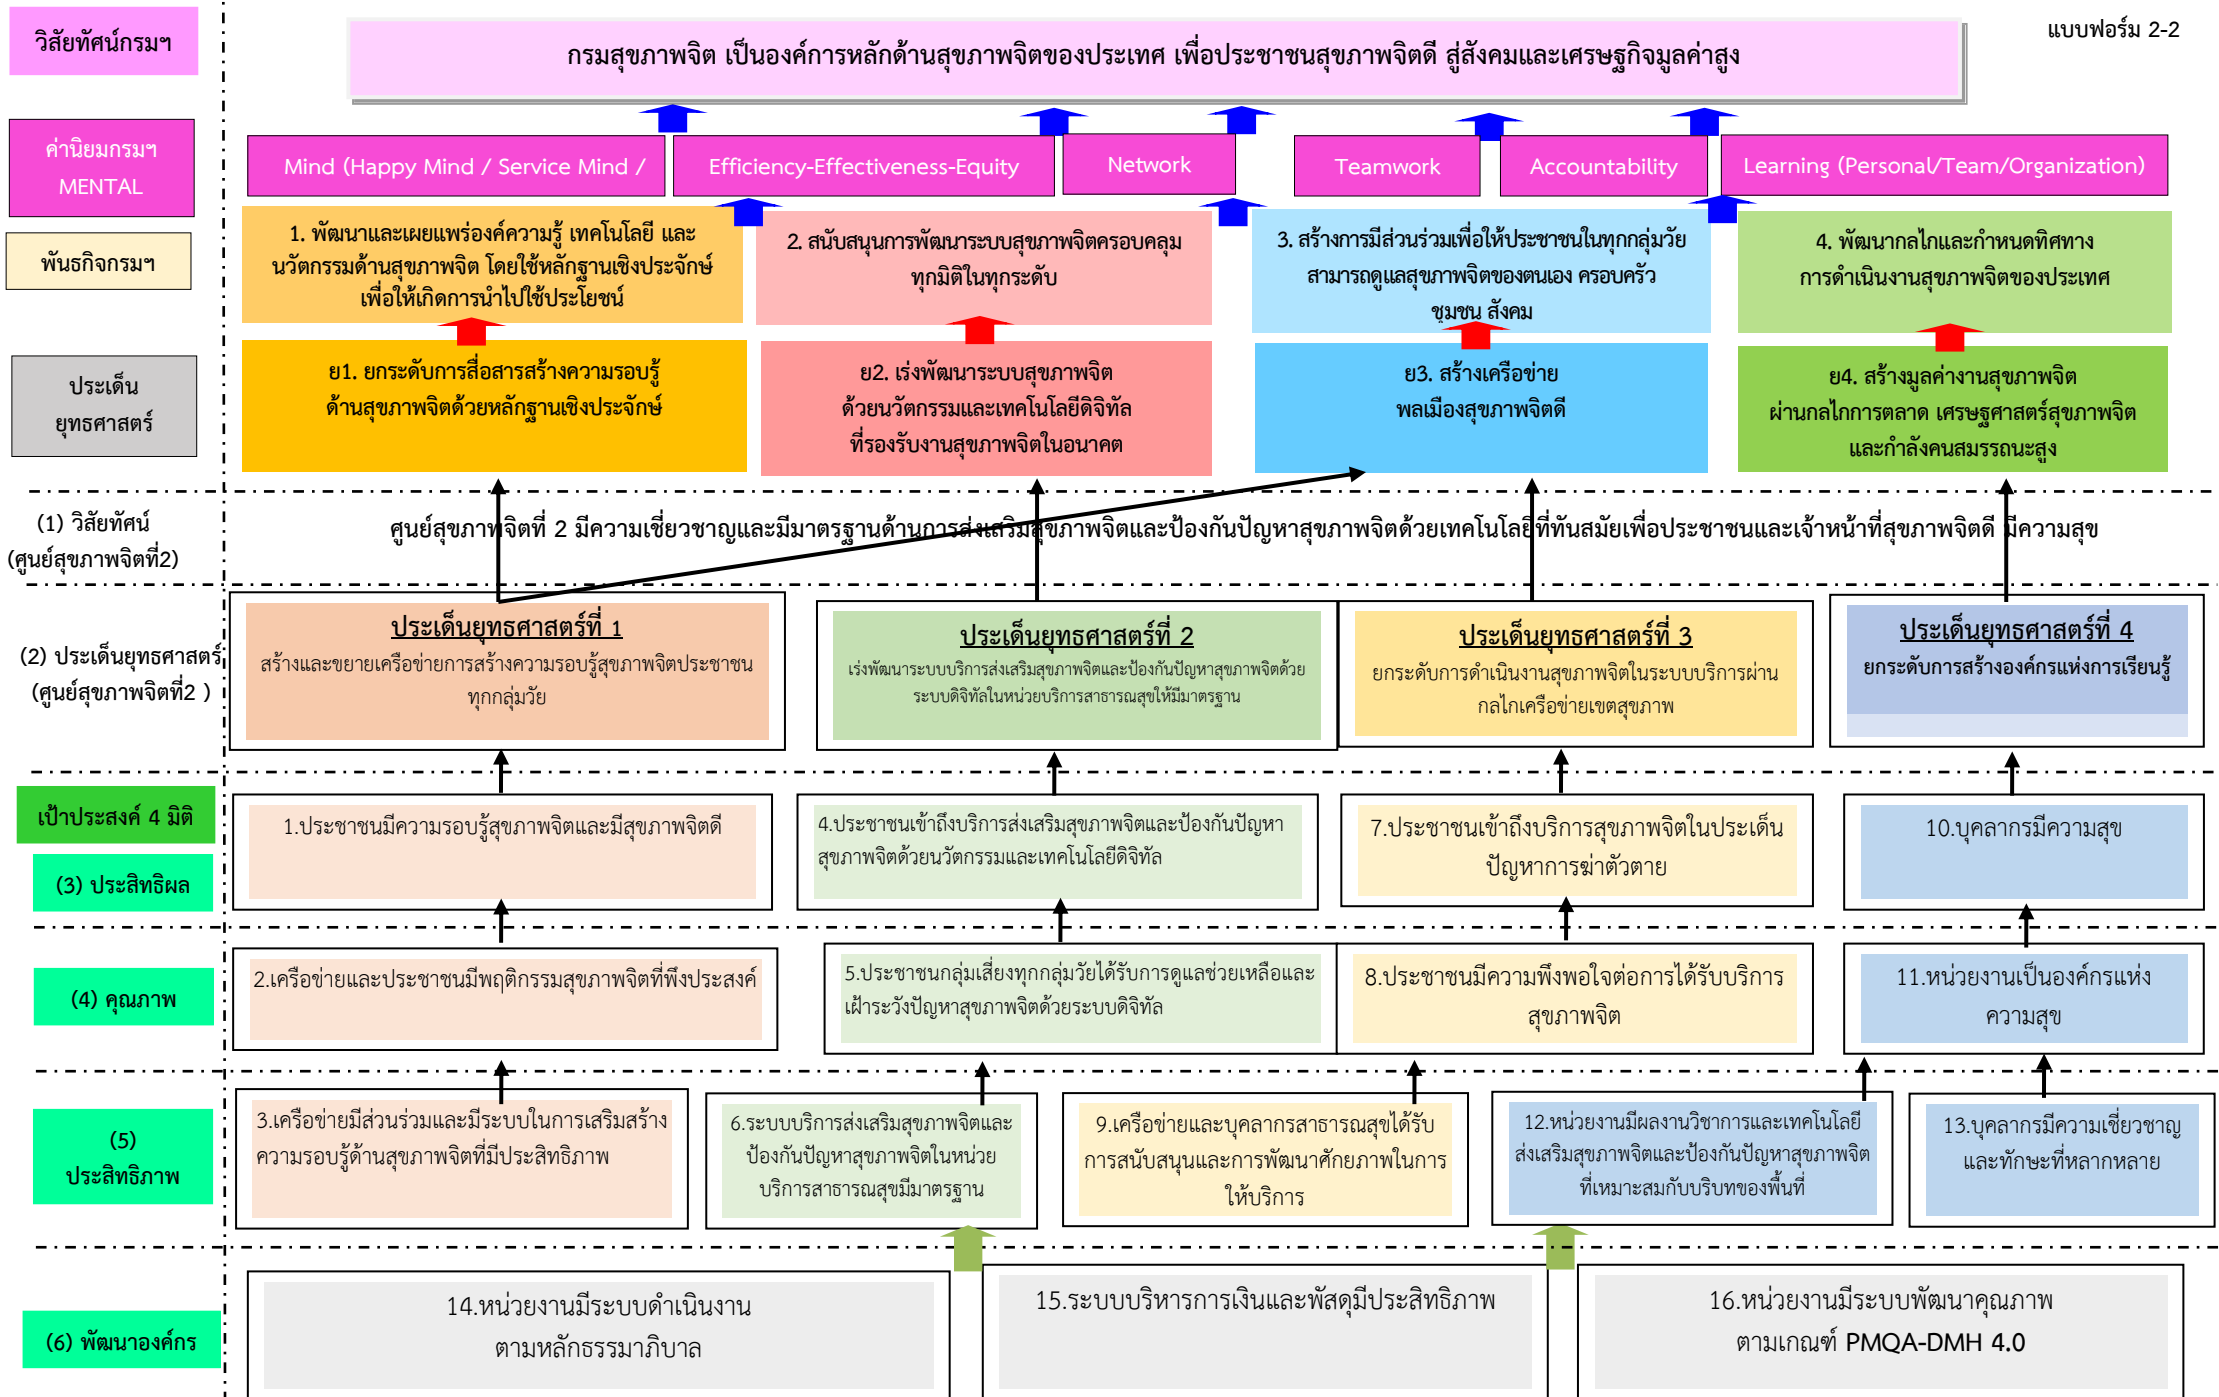 แบบฟอร์ม 2-2
วิสัยทัศน์กรมฯ
กรมสุขภาพจิต เป็นองค์การหลักด้านสุขภาพจิตของประเทศ เพื่อประชาชนสุขภาพจิตดี สู่สังคมและเศรษฐกิจมูลค่าสูง
ค่านิยมกรมฯ
MENTAL
Mind (Happy Mind / Service Mind /
Efficiency-Effectiveness-Equity
Network
Teamwork
Accountability
Learning (Personal/Team/Organization)
พันธกิจกรมฯ
1. พัฒนาและเผยแพร่องค์ความรู้ เทคโนโลยี และ
นวัตกรรมด้านสุขภาพจิต โดยใช้หลักฐานเชิงประจักษ์
เพื่อให้เกิดการนำไปใช้ประโยชน์
2. สนับสนุนการพัฒนาระบบสุขภาพจิตครอบคลุม
ทุกมิติในทุกระดับ
3. สร้างการมีส่วนร่วมเพื่อให้ประชาชนในทุกกลุ่มวัย
สามารถดูแลสุขภาพจิตของตนเอง ครอบครัว
ชุมชน สังคม
4. พัฒนากลไกและกำหนดทิศทาง
การดำเนินงานสุขภาพจิตของประเทศ
ประเด็น
ยุทธศาสตร์
ย1. ยกระดับการสื่อสารสร้างความรอบรู้
ด้านสุขภาพจิตด้วยหลักฐานเชิงประจักษ์
ย2. เร่งพัฒนาระบบสุขภาพจิต
ด้วยนวัตกรรมและเทคโนโลยีดิจิทัล
ที่รองรับงานสุขภาพจิตในอนาคต
ย3. สร้างเครือข่าย
พลเมืองสุขภาพจิตดี
ย4. สร้างมูลค่างานสุขภาพจิต
ผ่านกลไกการตลาด เศรษฐศาสตร์สุขภาพจิต
และกำลังคนสมรรถนะสูง
(1) วิสัยทัศน์
(ศูนย์สุขภาพจิตที่2)
ศูนย์สุขภาพจิตที่ 2 มีความเชี่ยวชาญและมีมาตรฐานด้านการส่งเสริมสุขภาพจิตและป้องกันปัญหาสุขภาพจิตด้วยเทคโนโลยีที่ทันสมัยเพื่อประชาชนและเจ้าหน้าที่สุขภาพจิตดี มีความสุข
(2) ประเด็นยุทธศาสตร์
(ศูนย์สุขภาพจิตที่2 )
ประเด็นยุทธศาสตร์ที่ 1
สร้างและขยายเครือข่ายการสร้างความรอบรู้สุขภาพจิตประชาชน
ทุกกลุ่มวัย
ประเด็นยุทธศาสตร์ที่ 2
เร่งพัฒนาระบบบริการส่งเสริมสุขภาพจิตและป้องกันปัญหาสุขภาพจิตด้วย
ระบบดิจิทัลในหน่วยบริการสาธารณสุขให้มีมาตรฐาน
ประเด็นยุทธศาสตร์ที่ 3
ยกระดับการดำเนินงานสุขภาพจิตในระบบบริการผ่าน
กลไกเครือข่ายเขตสุขภาพ
ประเด็นยุทธศาสตร์ที่ 4
ยกระดับการสร้างองค์กรแห่งการเรียนรู้
เป้าประสงค์ 4 มิติ
(3) ประสิทธิผล
1.ประชาชนมีความรอบรู้สุขภาพจิตและมีสุขภาพจิตดี
4.ประชาชนเข้าถึงบริการส่งเสริมสุขภาพจิตและป้องกันปัญหา
สุขภาพจิตด้วยนวัตกรรมและเทคโนโลยีดิจิทัล
7.ประชาชนเข้าถึงบริการสุขภาพจิตในประเด็น
ปัญหาการฆ่าตัวตาย
10.บุคลากรมีความสุข
(4) คุณภาพ
2.เครือข่ายและประชาชนมีพฤติกรรมสุขภาพจิตที่พึงประสงค์
5.ประชาชนกลุ่มเสี่ยงทุกกลุ่มวัยได้รับการดูแลช่วยเหลือและ
เฝ้าระวังปัญหาสุขภาพจิตด้วยระบบดิจิทัล
8.ประชาชนมีความพึงพอใจต่อการได้รับบริการ
สุขภาพจิต
11.หน่วยงานเป็นองค์กรแห่ง
ความสุข
(5)
ประสิทธิภาพ
3.เครือข่ายมีส่วนร่วมและมีระบบในการเสริมสร้าง
ความรอบรู้ด้านสุขภาพจิตที่มีประสิทธิภาพ
6.ระบบบริการส่งเสริมสุขภาพจิตและ
ป้องกันปัญหาสุขภาพจิตในหน่วย
บริการสาธารณสุขมีมาตรฐาน
9.เครือข่ายและบุคลากรสาธารณสุขได้รับ
การสนับสนุนและการพัฒนาศักยภาพในการ
ให้บริการ
12.หน่วยงานมีผลงานวิชาการและเทคโนโลยี
ส่งเสริมสุขภาพจิตและป้องกันปัญหาสุขภาพจิต
ที่เหมาะสมกับบริบทของพื้นที่
13.บุคลากรมีความเชี่ยวชาญ
และทักษะที่หลากหลาย
(6) พัฒนาองค์กร
14.หน่วยงานมีระบบดำเนินงาน
ตามหลักธรรมาภิบาล
15.ระบบบริหารการเงินและพัสดุมีประสิทธิภาพ
16.หน่วยงานมีระบบพัฒนาคุณภาพ
ตามเกณฑ์ PMQA-DMH 4.0